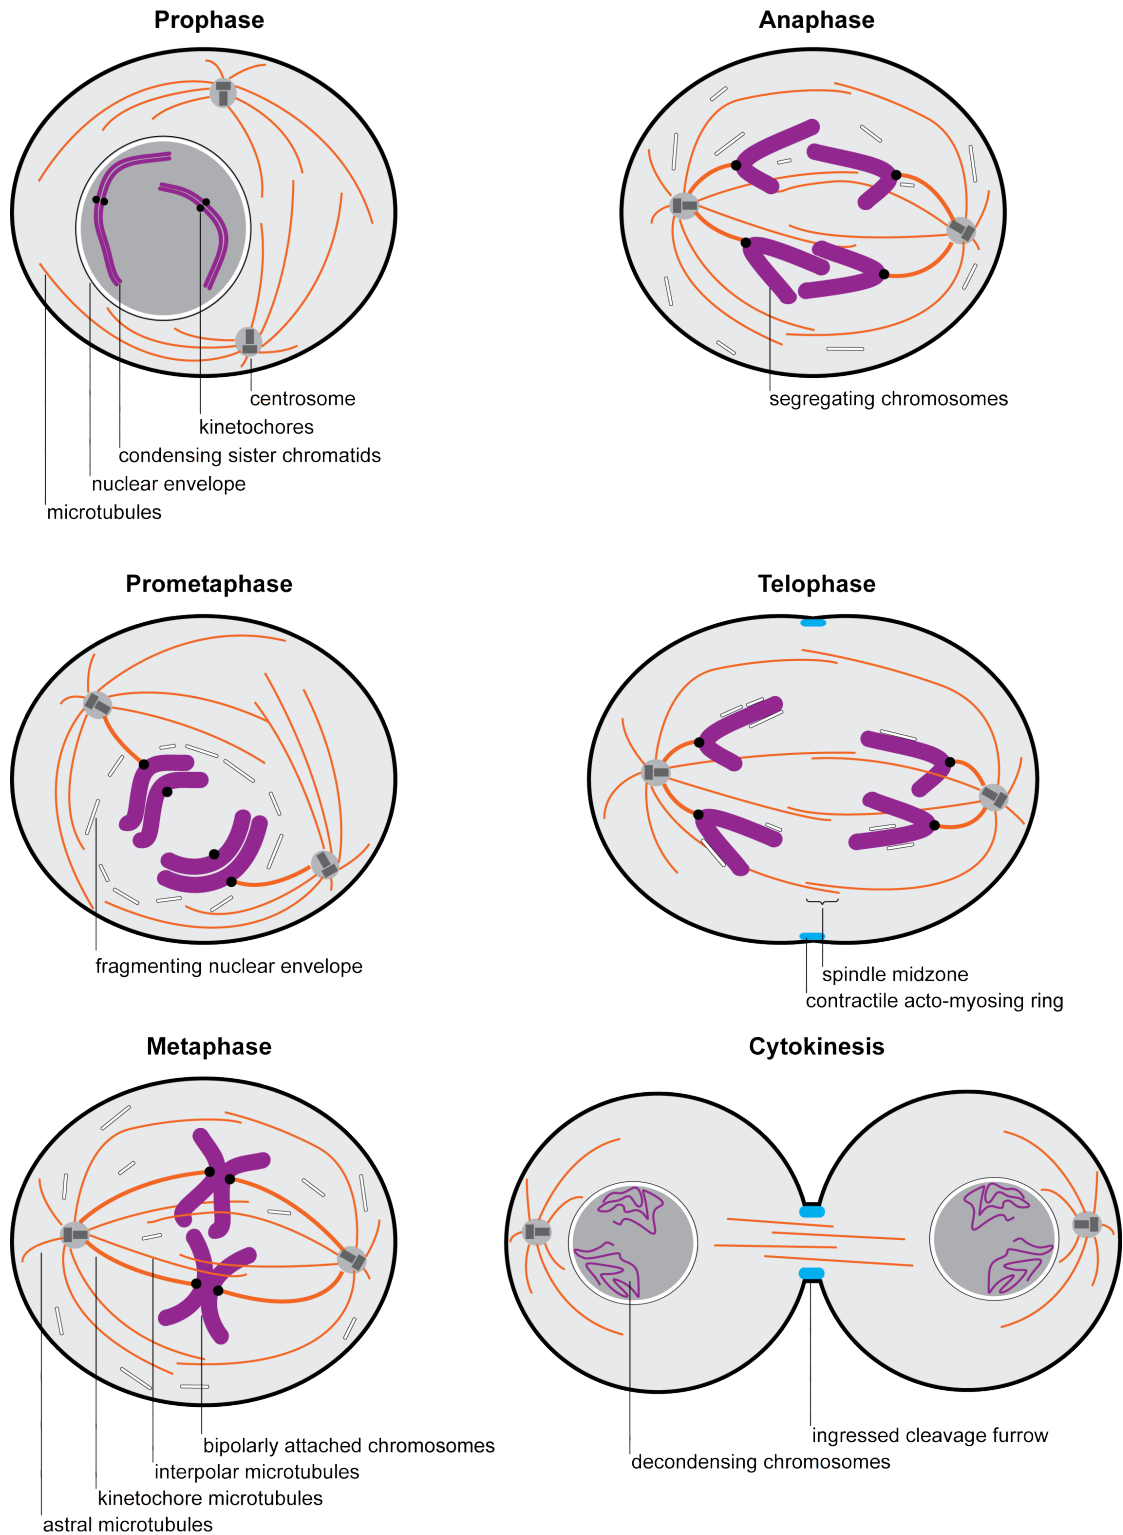 Prophase
centrosome
kinetochores
condensing sister chromatids
nuclear envelope
microtubules
Anaphase
segregating chromosomes
Prometaphase
fragmenting nuclear envelope
Telophase
spindle midzone
contractile acto-myosing ring
Metaphase
bipolarly attached chromosomes
interpolar microtubules
kinetochore microtubules
astral microtubules
Cytokinesis
ingressed cleavage furrow
decondensing chromosomes